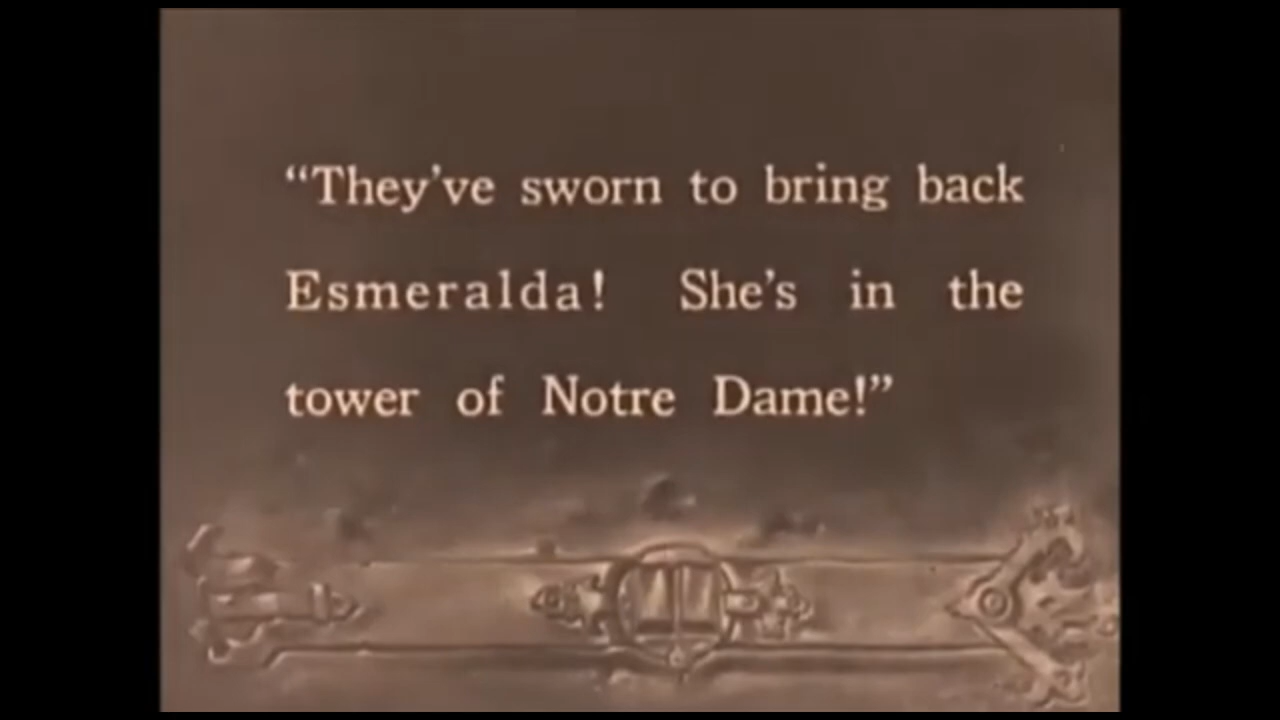 “They’ve sworn to bring back
Esmeralda! She’s in the
tower of Notre Dame!”